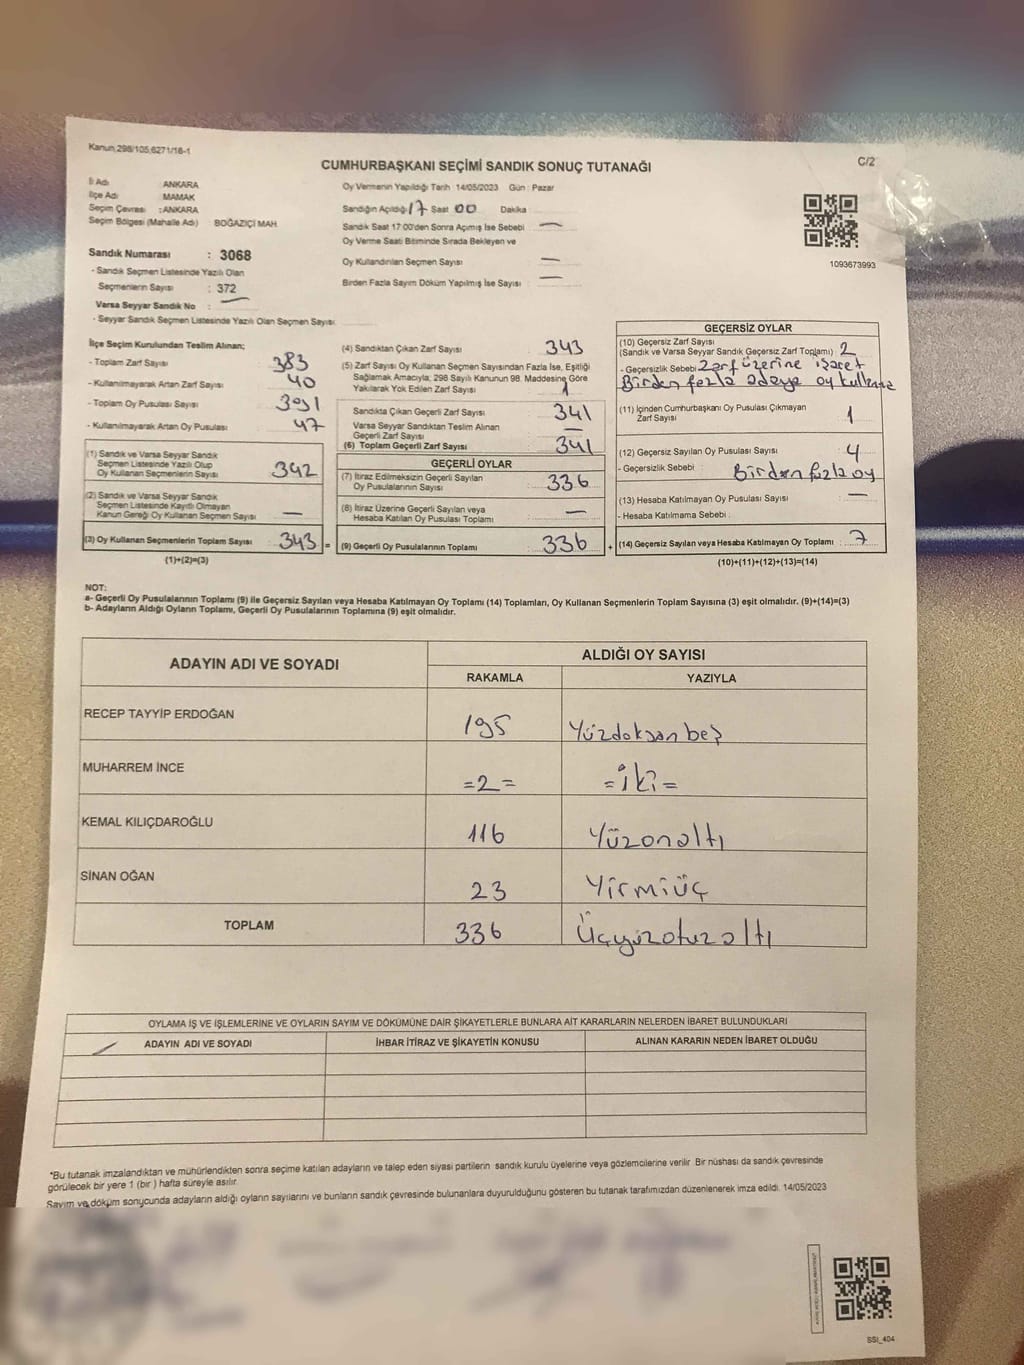 Kanun 298/105,6271/16-1
C/2
CUMHURBAŞKANI SEÇİMİ SANDIK SONUÇ TUTANAĞI
İl Adı ANKARA
İlçe Adı MAMAK
Seçim Çevresi : ANKARA
Seçim Bölgesi (Mahalle Adı) BOĞAZİÇİ MAH
Oy Vermenin Yapıldığı Tarih 14/05/2023 Gün : Pazar
Sandığın Açıldığı 17 Saat 00 Dakika
Sandık Saat 17:00'den Sonra Açımış İse Sebebi —
Oy Verme Saati Bitiminde Sırada Bekleyen ve
Oy Kullandırılan Seçmen Sayısı —
Birden Fazla Sayım Döküm Yapılmış İse Sayısı —
1093673993
Sandık Numarası : 3068
- Sandık Seçmen Listesinde Yazılı Olan
Seçmenlerin Sayısı : 372
Varsa Seyyar Sandık No : —
- Seyyar Sandık Seçmen Listesinde Yazılı Olan Seçmen Sayısı:
İlçe Seçim Kurulundan Teslim Alınan;
- Toplam Zarf Sayısı 383
- Kullanılmayarak Artan Zarf Sayısı 40
- Toplam Oy Pusulası Sayısı 391
- Kullanılmayarak Artan Oy Pusulası 47
(1) Sandık ve Varsa Seyyar Sandık
Seçmen Listesinde Yazılı Olup
Oy Kullanan Seçmenlerin Sayısı 342
(2) Sandık ve Varsa Seyyar Sandık
Seçmen Listesinde Kayıtlı Olmayan
Kanun Gereği Oy Kullanan Seçmen Sayısı —
(3) Oy Kullanan Seçmenlerin Toplam Sayısı 343 =
(1)+(2)=(3)
(4) Sandıktan Çıkan Zarf Sayısı 343
(5) Zarf Sayısı Oy Kullanan Seçmen Sayısından Fazla İse, Eşitliği
Sağlamak Amacıyla; 298 Sayılı Kanunun 98. Maddesine Göre
Yakılarak Yok Edilen Zarf Sayısı 1
Sandıkta Çıkan Geçerli Zarf Sayısı 341
Varsa Seyyar Sandıktan Teslim Alınan
Geçerli Zarf Sayısı —
(6) Toplam Geçerli Zarf Sayısı 341
GEÇERLİ OYLAR
(7) İtiraz Edilmeksizin Geçerli Sayılan
Oy Pusulalarının Sayısı 336
(8) İtiraz Üzerine Geçerli Sayılan veya
Hesaba Katılan Oy Pusulası Toplamı —
(9) Geçerli Oy Pusulalarının Toplamı 336 +
GEÇERSİZ OYLAR
(10) Geçersiz Zarf Sayısı
(Sandık ve Varsa Seyyar Sandık Geçersiz Zarf Toplamı) 2
- Geçersizlik Sebebi Zarf üzerine işaret
Birden fazla adaya oy kullanma
(11) İçinden Cumhurbaşkanı Oy Pusulası Çıkmayan
Zarf Sayısı 1
(12) Geçersiz Sayılan Oy Pusulası Sayısı 4
- Geçersizlik Sebebi : Birden fazla oy
(13) Hesaba Katılmayan Oy Pusulası Sayısı —
- Hesaba Katılmama Sebebi :
(14) Geçersiz Sayılan veya Hesaba Katılmayan Oy Toplamı : 7
(10)+(11)+(12)+(13)=(14)
NOT:
a- Geçerli Oy Pusulalarının Toplamı (9) ile Geçersiz Sayılan veya Hesaba Katılmayan Oy Toplamı (14) Toplamları, Oy Kullanan Seçmenlerin Toplam Sayısına (3) eşit olmalıdır. (9)+(14)=(3)
b- Adayların Aldığı Oyların Toplamı, Geçerli Oy Pusulalarının Toplamına (9) eşit olmalıdır.
ADAYIN ADI VE SOYADI ALDIĞI OY SAYISI
RAKAMLA YAZIYLA
RECEP TAYYİP ERDOĞAN 195 Yüzdoksan beş
MUHARREM İNCE =2= =iki=
KEMAL KILIÇDAROĞLU 116 Yüzonaltı
SİNAN OĞAN 23 Yirmiüç
TOPLAM 336 Üçyüzotuzaltı
OYLAMA İŞ VE İŞLEMLERİNE VE OYLARIN SAYIM VE DÖKÜMÜNE DAİR ŞİKAYETLERLE BUNLARA AİT KARARLARIN NELERDEN İBARET BULUNDUKLARI
ADAYIN ADI VE SOYADI İHBAR İTİRAZ VE ŞİKAYETİN KONUSU ALINAN KARARIN NEDEN İBARET OLDUĞU
*Bu tutanak imzalandıktan ve mühürlendikten sonra seçime katılan adayların ve talep eden siyasi partilerin sandık kurulu üyelerine veya gözlemcilerine verilir. Bir nüshası da sandık çevresinde
görülecek bir yere 1 (bir) hafta süreyle asılır.
Sayım ve döküm sonucunda adayların aldığı oyların sayılarını ve bunların sandık çevresinde bulunanlara duyurulduğunu gösteren bu tutanak tarafımızdan düzenlenerek imza edildi. 14/05/2023
SSI_404